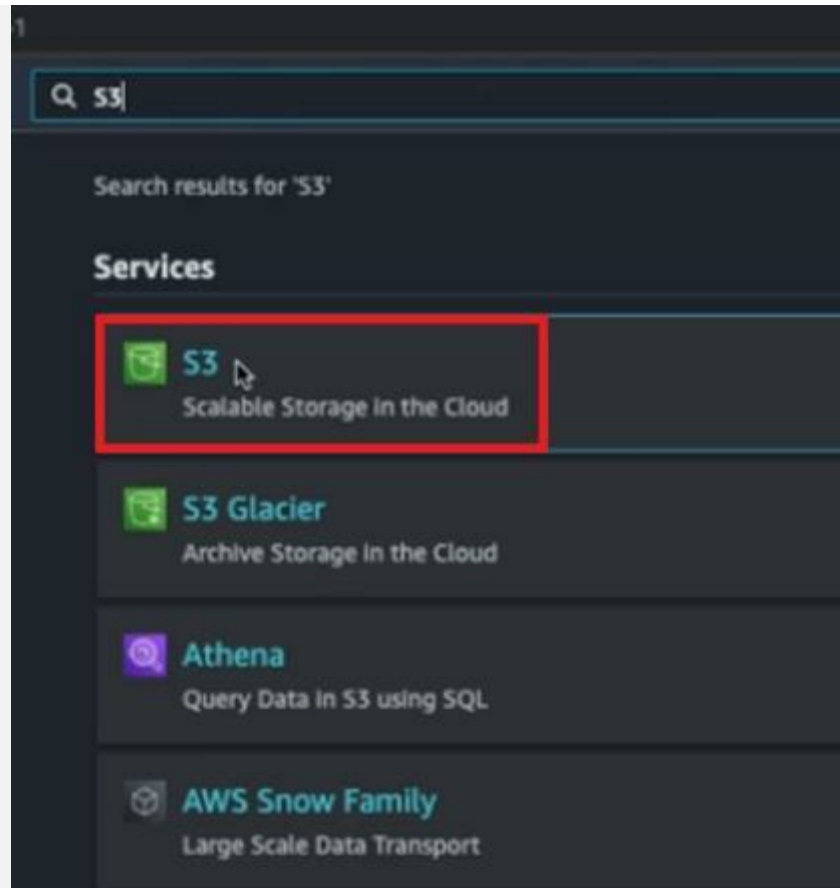 S3
Search results for 'S3'
Services
S3
Scalable Storage in the Cloud
S3 Glacier
Archive Storage in the Cloud
Athena
Query Data in S3 using SQL
AWS Snow Family
Large Scale Data Transport